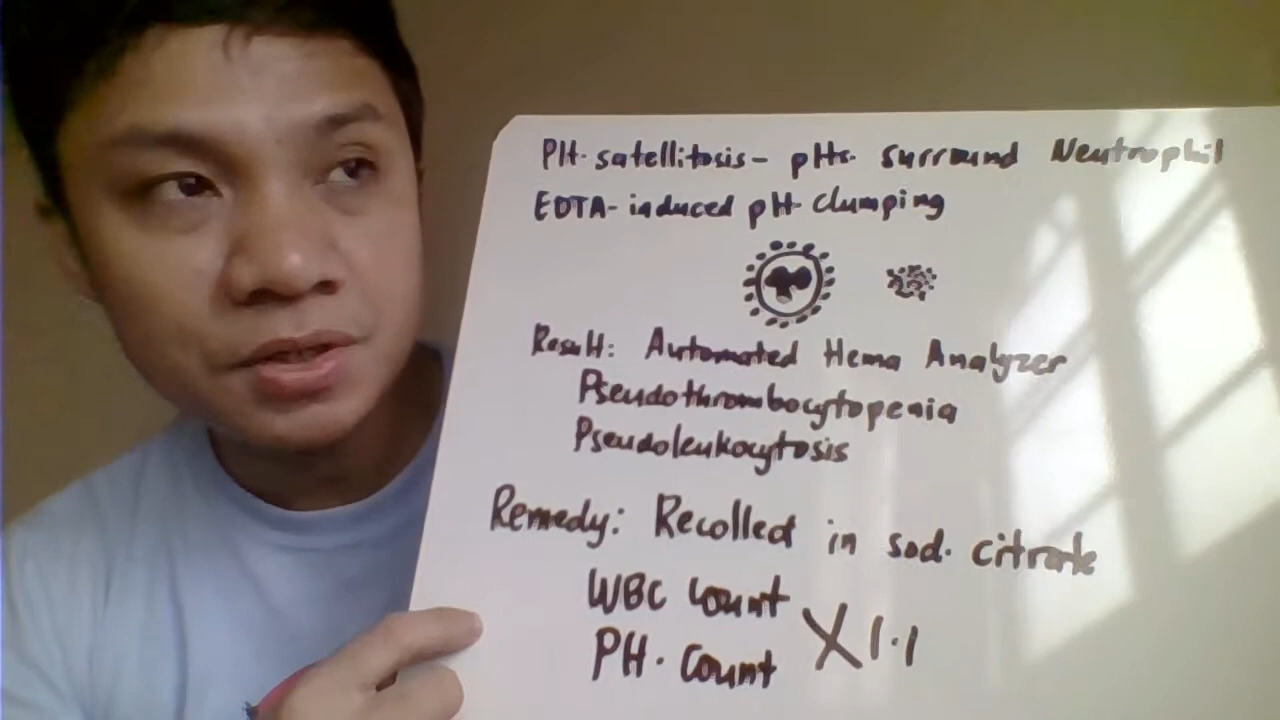 Plt. satellitosis - plts. surround Neutrophil
EDTA-induced plt. clumping
Result: Automated Hema Analyzer
Pseudothrombocytopenia
Pseudoleukocytosis
Remedy: Recollect in sod. citrate
WBC count
Plt. Count X 1.1